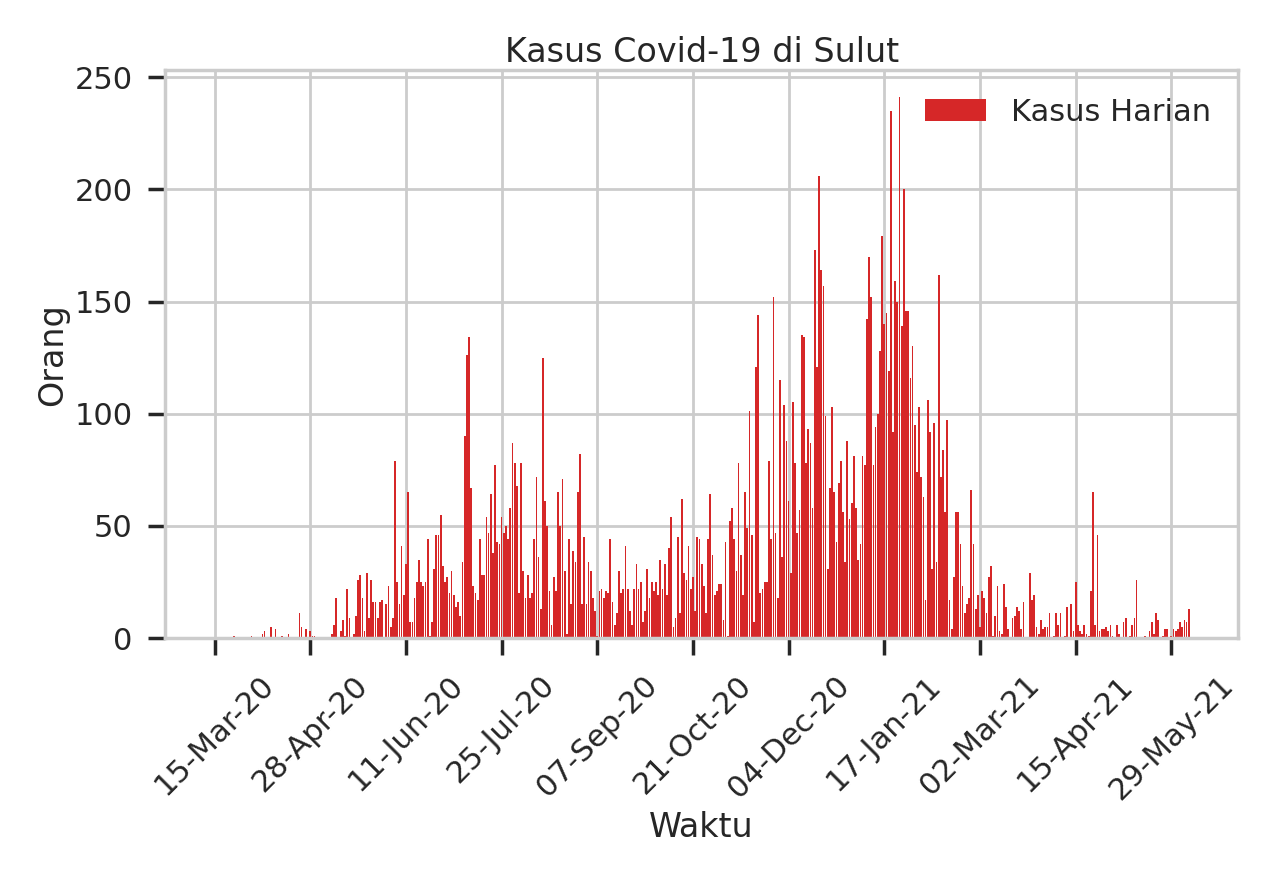 Kasus Covid-19 di Sulut
Kasus Harian
250
200
150
100
50
0
Orang
15-Mar-20
28-Apr-20
11-Jun-20
25-Jul-20
07-Sep-20
21-Oct-20
04-Dec-20
17-Jan-21
02-Mar-21
15-Apr-21
29-May-21
Waktu